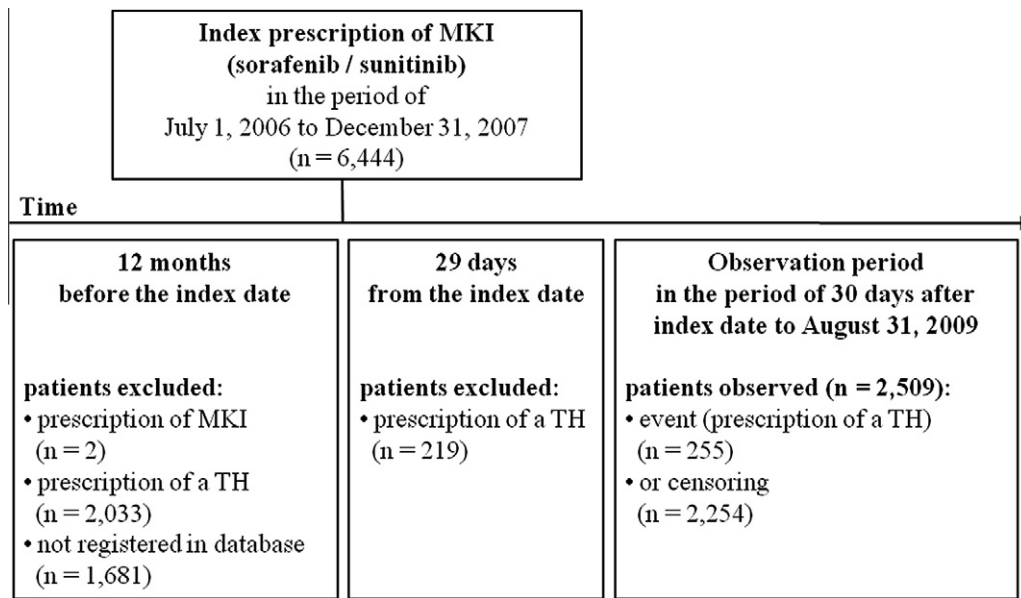 Index prescription of MKI
(sorafenib / sunitinib)
in the period of
July 1, 2006 to December 31, 2007
(n = 6,444)
Time
12 months
before the index date
patients excluded:
• prescription of MKI
(n = 2)
• prescription of a TH
(n = 2,033)
• not registered in database
(n = 1,681)
29 days
from the index date
patients excluded:
• prescription of a TH
(n = 219)
Observation period
in the period of 30 days after
index date to August 31, 2009
patients observed (n = 2,509):
• event (prescription of a TH)
(n = 255)
• or censoring
(n = 2,254)